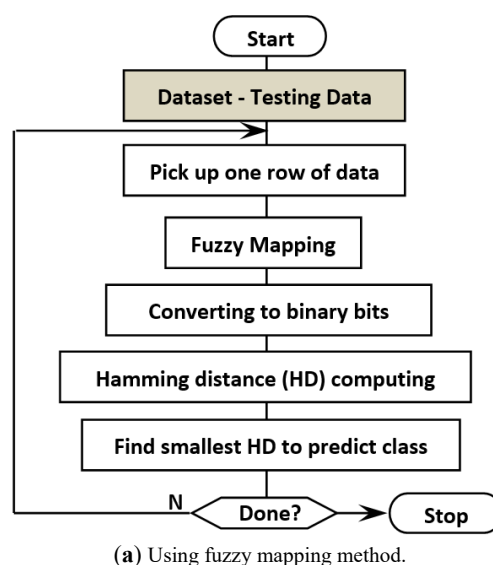 Start
Dataset - Testing Data
Pick up one row of data
Fuzzy Mapping
Converting to binary bits
Hamming distance (HD) computing
Find smallest HD to predict class
N
Done?
Stop
(a) Using fuzzy mapping method.